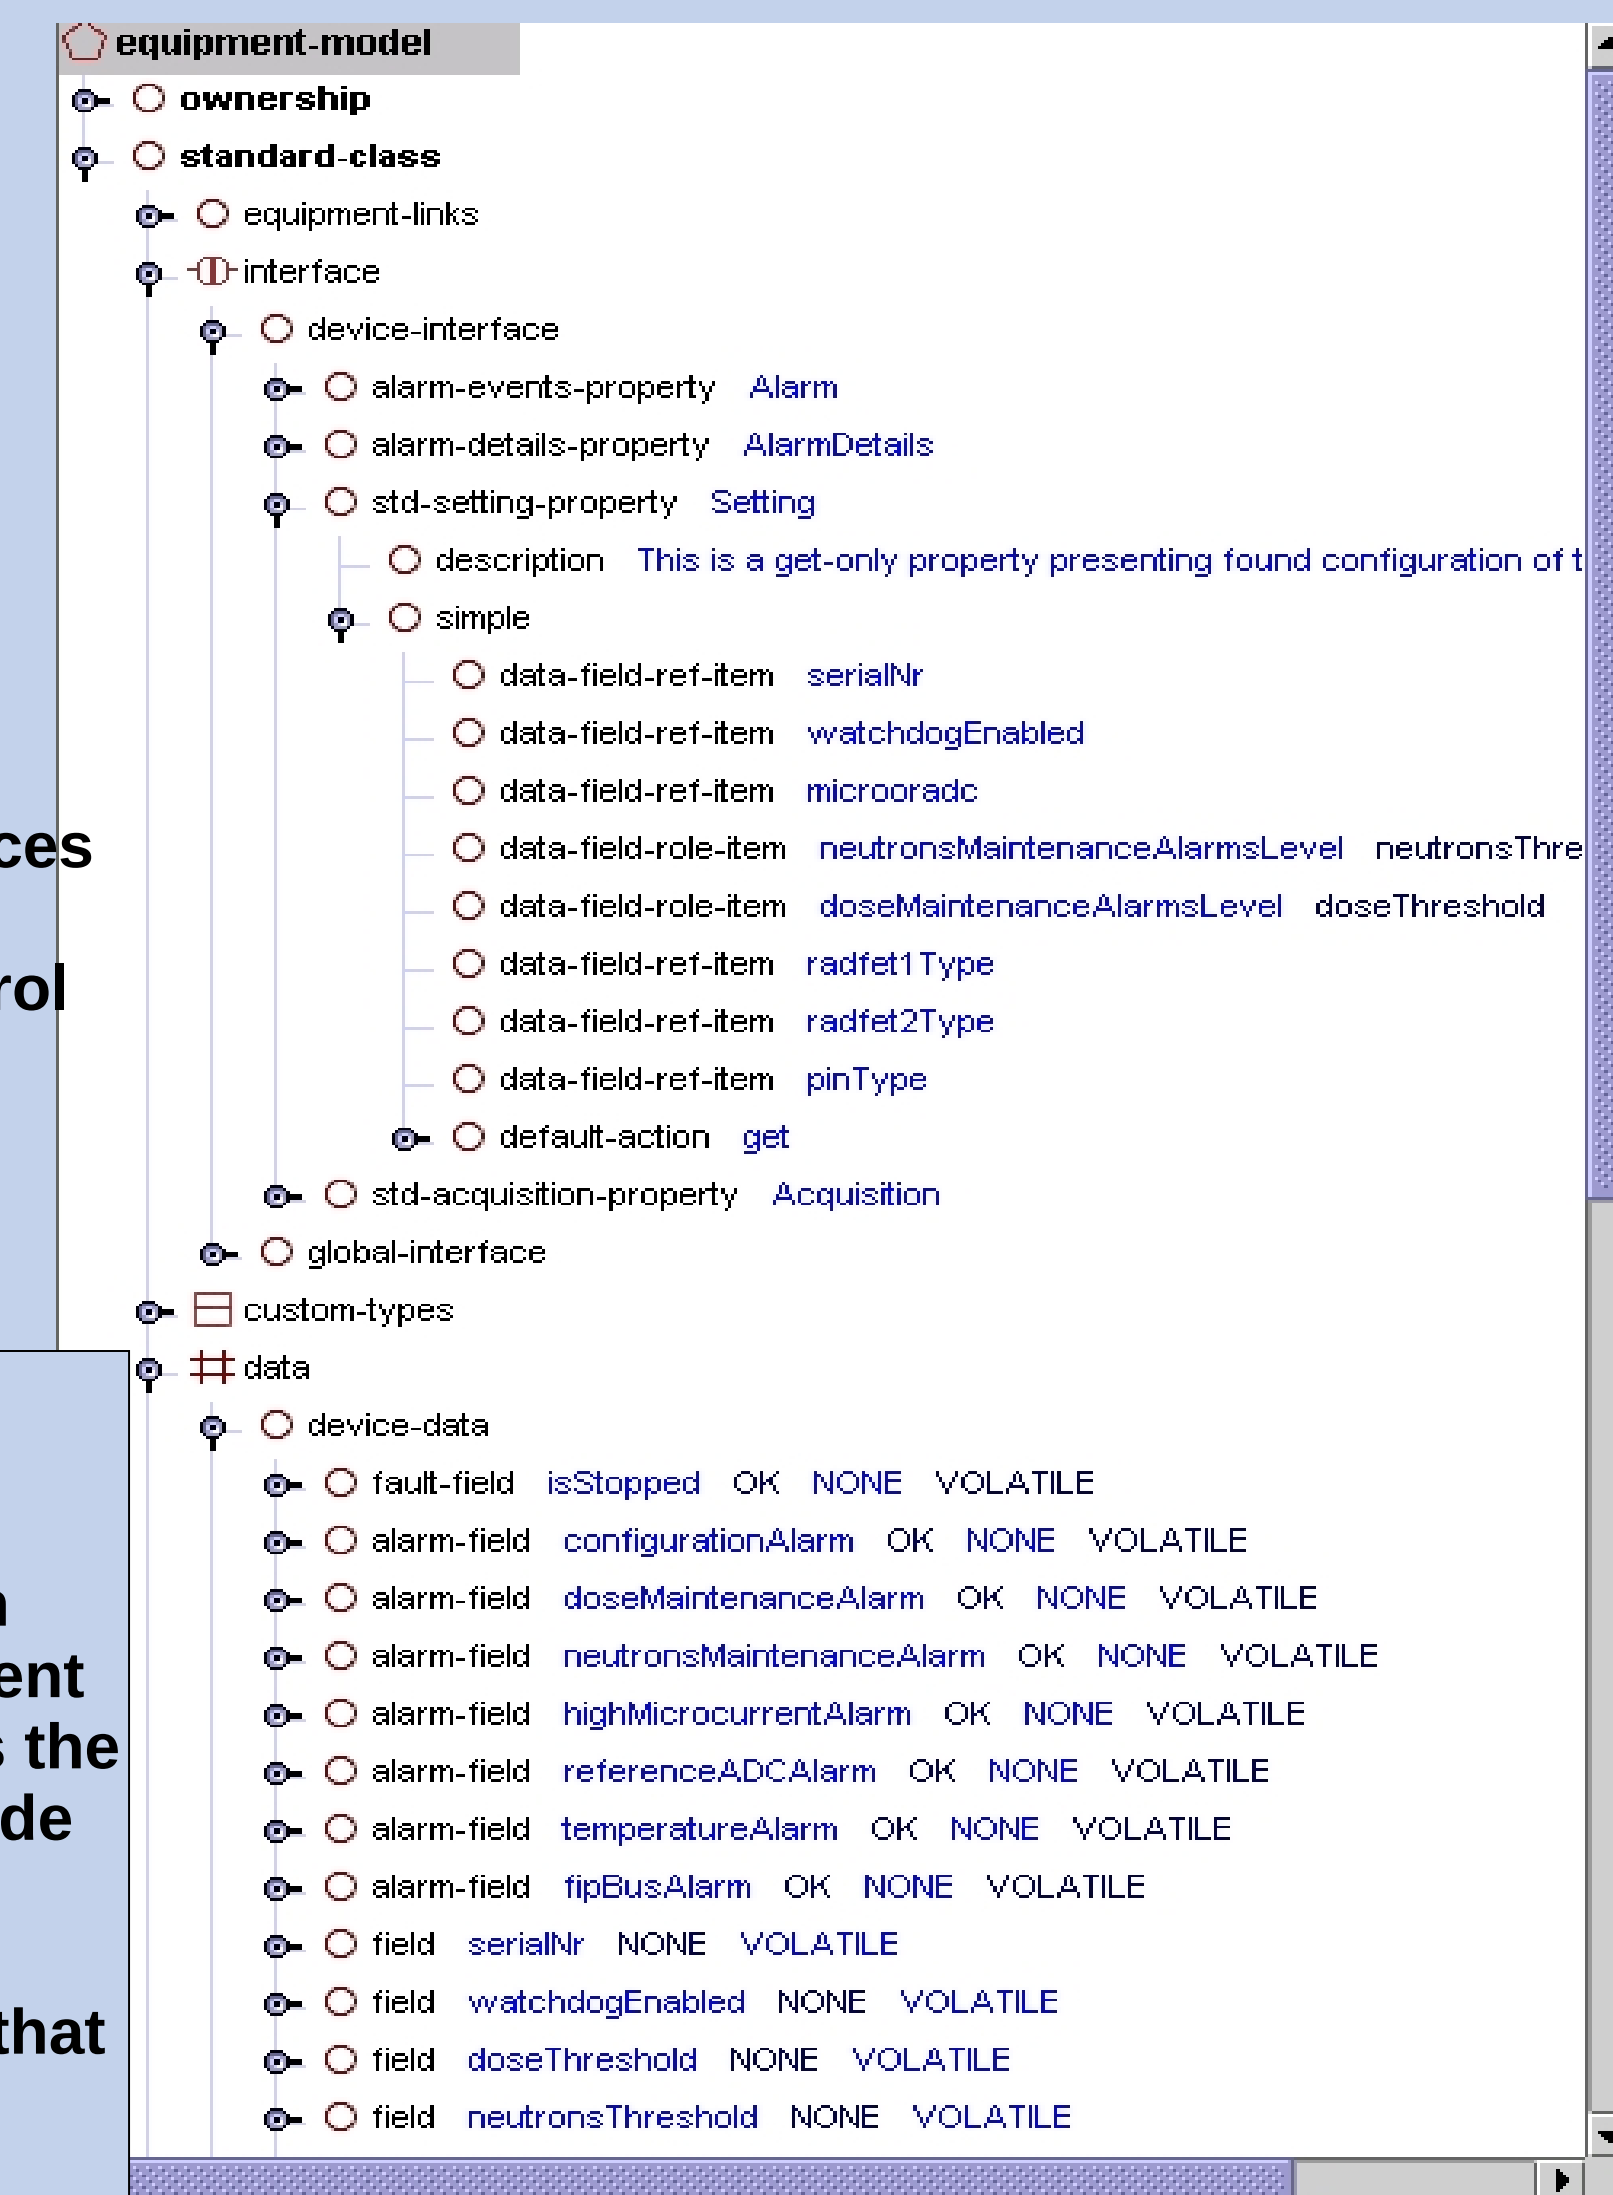 equipment-model
ownership
standard-class
equipment-links
interface
device-interface
alarm-events-property Alarm
alarm-details-property AlarmDetails
std-setting-property Setting
description This is a get-only property presenting found configuration of t
simple
data-field-ref-item serialNr
data-field-ref-item watchdogEnabled
data-field-ref-item microoradc
data-field-role-item neutronsMaintenanceAlarmsLevel neutronsThre
data-field-role-item doseMaintenanceAlarmsLevel doseThreshold
data-field-ref-item radfet1Type
data-field-ref-item radfet2Type
data-field-ref-item pinType
default-action get
std-acquisition-property Acquisition
global-interface
custom-types
data
device-data
fault-field isStopped OK NONE VOLATILE
alarm-field configurationAlarm OK NONE VOLATILE
alarm-field doseMaintenanceAlarm OK NONE VOLATILE
alarm-field neutronsMaintenanceAlarm OK NONE VOLATILE
alarm-field highMicrocurrentAlarm OK NONE VOLATILE
alarm-field referenceADCAlarm OK NONE VOLATILE
alarm-field temperatureAlarm OK NONE VOLATILE
alarm-field fipBusAlarm OK NONE VOLATILE
field serialNr NONE VOLATILE
field watchdogEnabled NONE VOLATILE
field doseThreshold NONE VOLATILE
field neutronsThreshold NONE VOLATILE
ces
rol
ent
s the
de
that